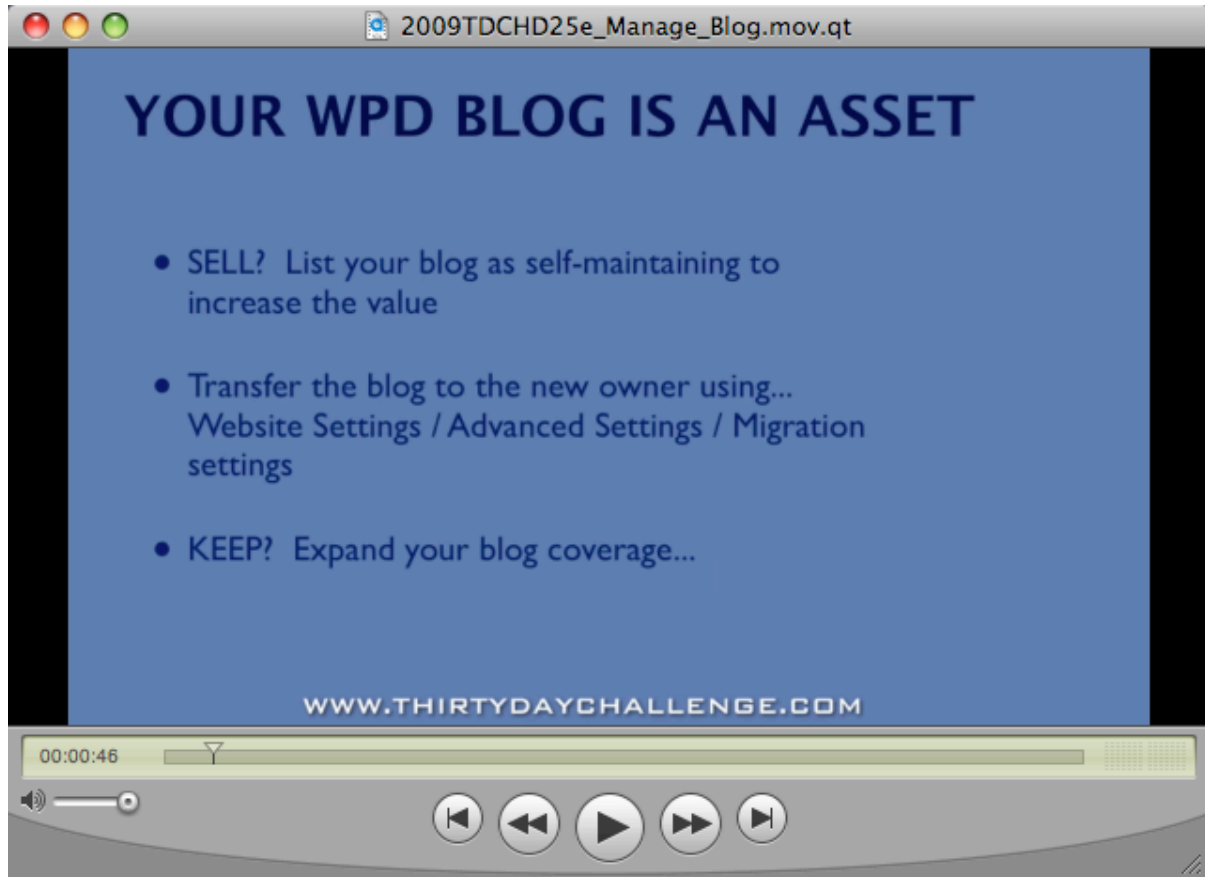 2009TDCHD25e_Manage_Blog.mov.qt
YOUR WPD BLOG IS AN ASSET
• SELL?  List your blog as self-maintaining to
increase the value
• Transfer the blog to the new owner using...
Website Settings / Advanced Settings / Migration
settings
• KEEP?  Expand your blog coverage...
WWW.THIRTYDAYCHALLENGE.COM
00:00:46